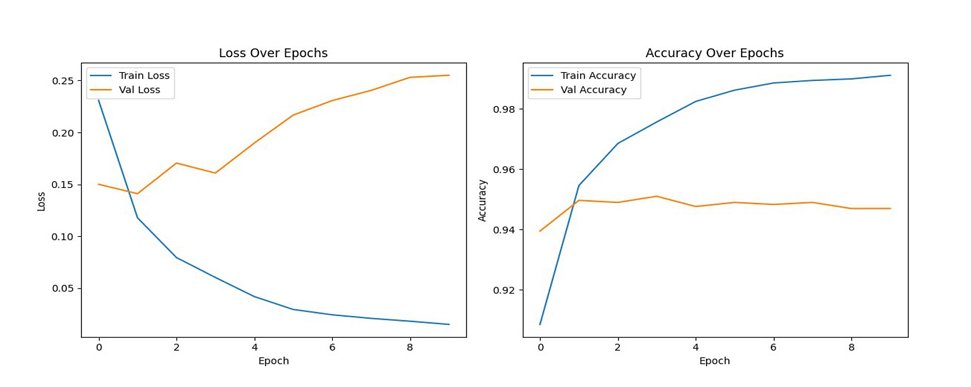 Loss Over Epochs
Train Loss
Val Loss
0.25
0.20
0.15
0.10
0.05
Loss
0 2 4 6 8
Epoch
Accuracy Over Epochs
Train Accuracy
Val Accuracy
0.98
0.96
0.94
0.92
Accuracy
0 2 4 6 8
Epoch